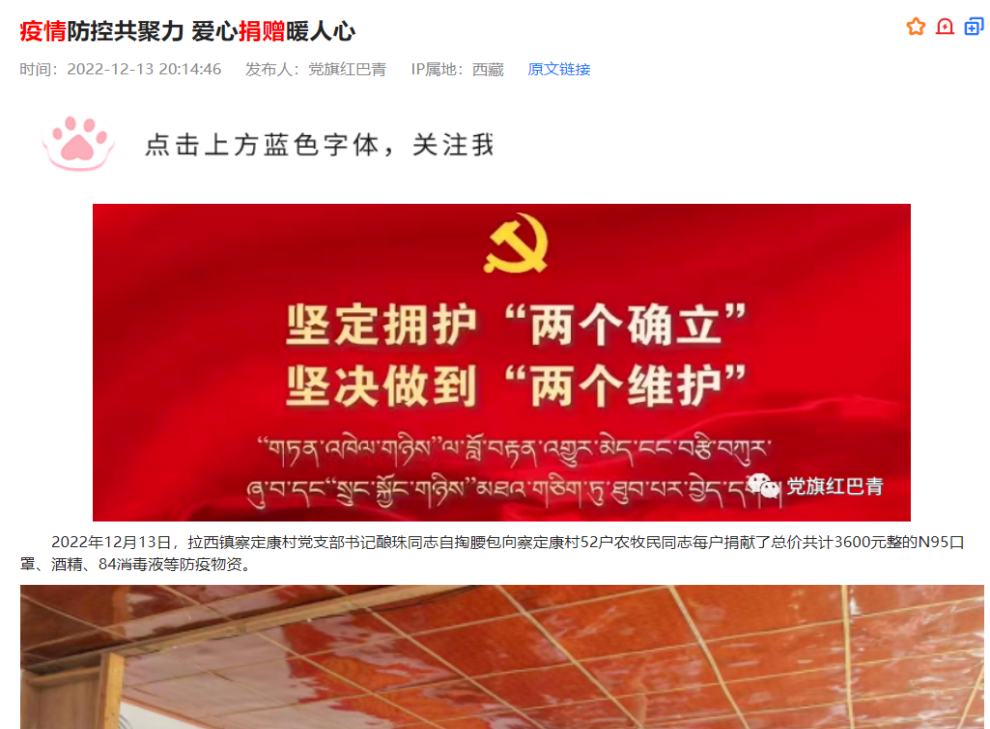 疫情防控共聚力 爱心捐赠暖人心
时间：2022-12-13 20:14:46 发布人：党旗红巴青 IP属地：西藏 原文链接
点击上方蓝色字体，关注我
坚定拥护“两个确立”
坚决做到“两个维护”
“གཏན་འཁེལ་གཉིས”ལ་བློ་བརྟན་འགྱུར་མེད་ངང་བརྩི་བཀུར་
ཞུ་བ་དང་“སྲུང་སྐྱོང་གཉིས”མཐའ་གཅིག་ཏུ་ཐུབ་པར་བྱེད་
党旗红巴青
2022年12月13日，拉西镇察定康村党支部书记酿珠同志自掏腰包向察定康村52户农牧民同志每户捐献了总价共计3600元整的N95口
罩、酒精、84消毒液等防疫物资。